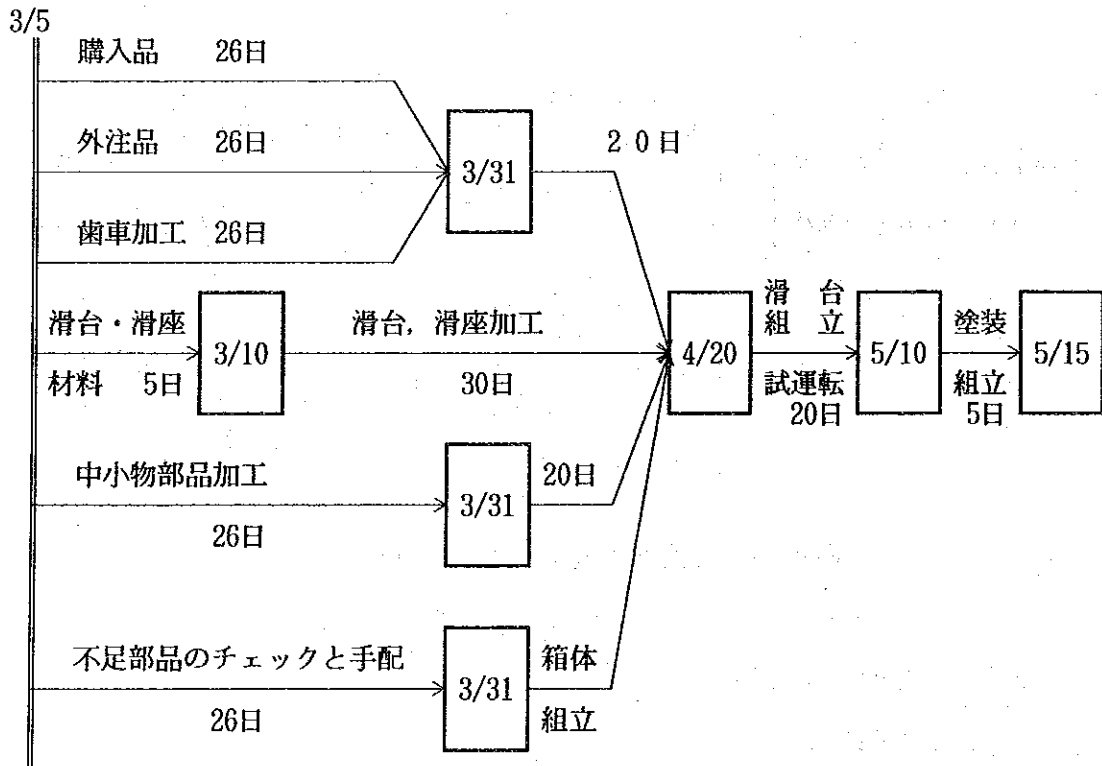 3/5
購入品 26日
外注品 26日
歯車加工 26日
3/31
20日
滑台・滑座
材料 5日
3/10
滑台，滑座加工
30日
4/20
滑台
組立
試運転
20日
5/10
塗装
組立
5日
5/15
中小物部品加工
26日
3/31
20日
不足部品のチェックと手配
26日
3/31
箱体
組立